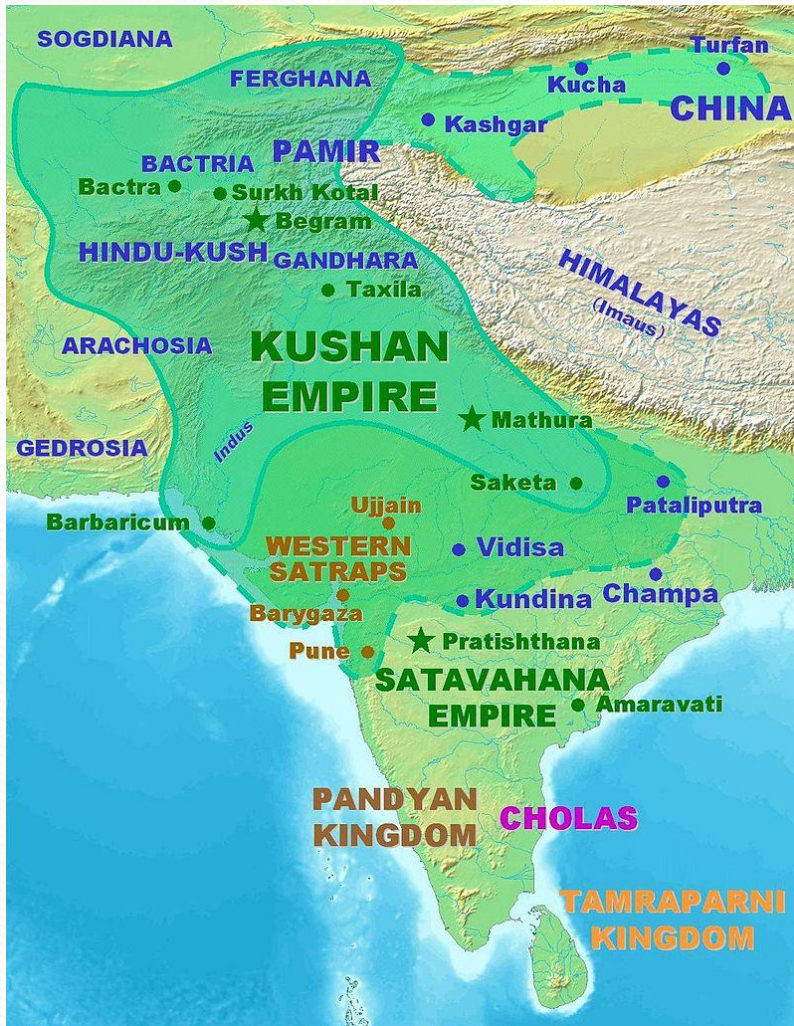 SOGDIANA
Turfan
FERGHANA
Kucha
CHINA
Kashgar
PAMIR
BACTRIA
Bactra
Surkh Kotal
Begram
HINDU-KUSH
GANDHARA
HIMALAYAS
(Imaus)
Taxila
ARACHOSIA
KUSHAN
EMPIRE
Mathura
GEDROSIA
Indus
Saketa
Pataliputra
Ujjain
Barbaricum
WESTERN
SATRAPS
Vidisa
Barygaza
Kundina
Champa
Pune
Pratishthana
SATAVAHANA
EMPIRE
Amaravati
PANDYAN
KINGDOM
CHOLAS
TAMRAPARNI
KINGDOM